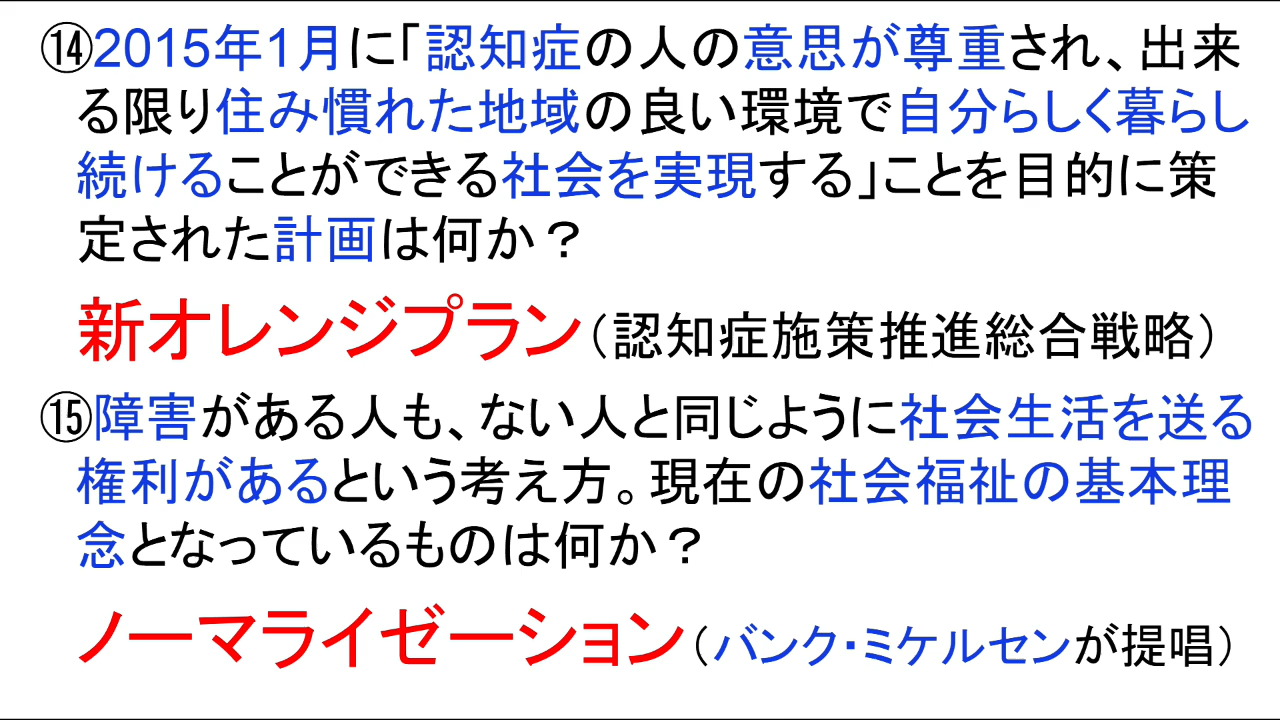 ⑭2015年1月に「認知症の人の意思が尊重され、出来
る限り住み慣れた地域の良い環境で自分らしく暮らし
続けることができる社会を実現する」ことを目的に策
定された計画は何か？
新オレンジプラン（認知症施策推進総合戦略）
⑮障害がある人も、ない人と同じように社会生活を送る
権利があるという考え方。現在の社会福祉の基本理
念となっているものは何か？
ノーマライゼーション（バンク・ミケルセンが提唱）